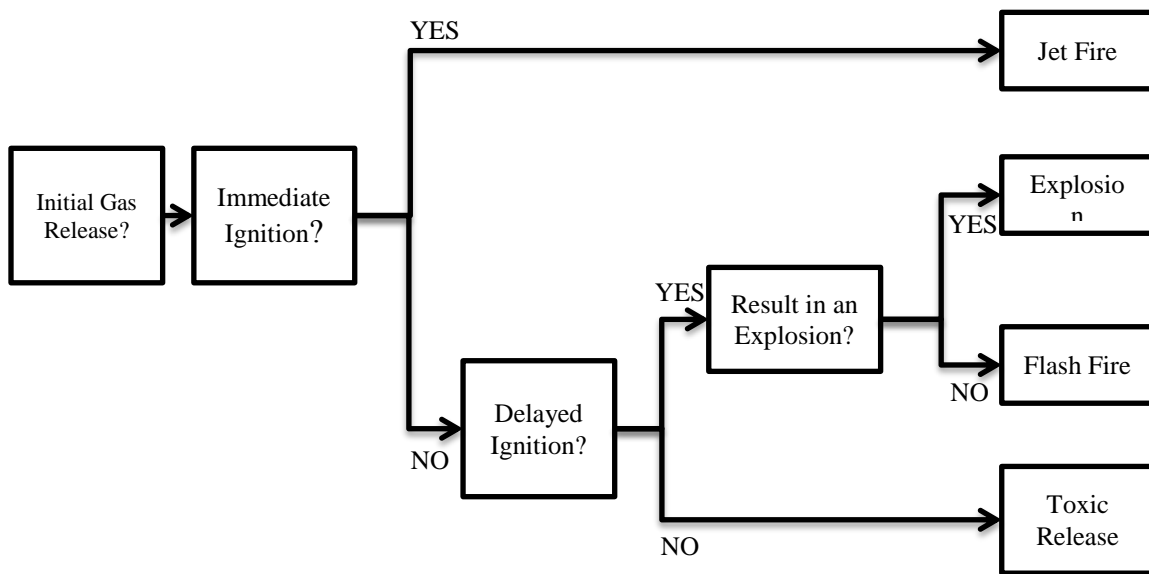 YES
Jet Fire
Initial Gas
Release?
Immediate
Ignition?
Explosio
n
YES
YES
Result in an
Explosion?
Flash Fire
NO
Delayed
Ignition?
NO
Toxic
Release
NO